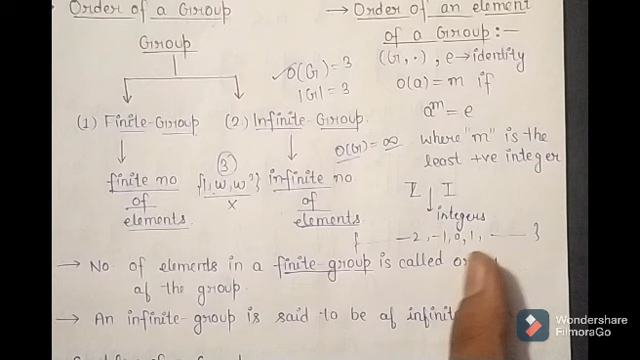 Order of a Group
Group
O(G) = 3
|G| = 3
(1) Finite-Group
(2) Infinite-Group.
O(G) = ∞
finite no
of
elements
3
{1, w, w²}
x
infinite no
of
elements
→ No of elements in a finite-group is called
of the group.
→ An infinite-group is said to be of
→ Order of an element
of a Group :-
(G, ·) , e → identity
O(a) = m if
aᵐ = e
where "m" is the
least +ve integer
Z I
integers
{ ...... -2, -1, 0, 1, ...... }
Wondershare
FilmoraGo